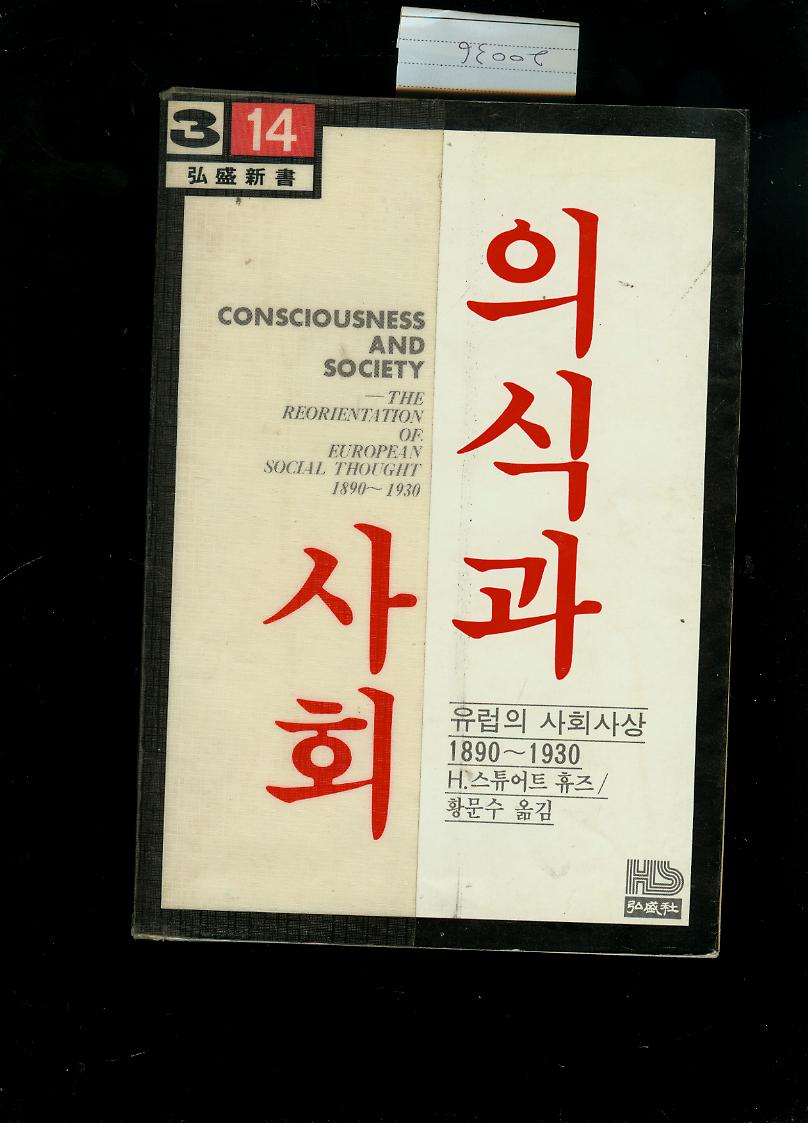 20036
3 14
弘盛新書
의식과
사회
CONSCIOUSNESS
AND
SOCIETY
—THE
REORIENTATION
OF
EUROPEAN
SOCIAL THOUGHT
1890~1930
유럽의 사회사상
1890~1930
H.스튜어트 휴즈/
황문수 옮김
HS
弘盛社